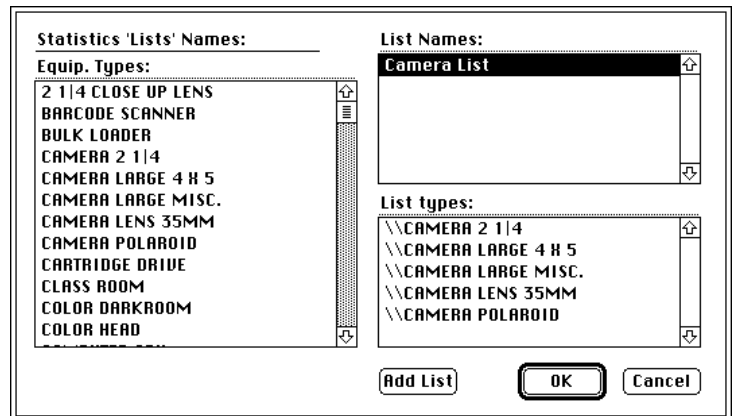 Statistics 'Lists' Names:
Equip. Types:
2 1|4 CLOSE UP LENS
BARCODE SCANNER
BULK LOADER
CAMERA 2 1|4
CAMERA LARGE 4 X 5
CAMERA LARGE MISC.
CAMERA LENS 35MM
CAMERA POLAROID
CARTRIDGE DRIVE
CLASS ROOM
COLOR DARKROOM
COLOR HEAD
List Names:
Camera List
List types:
\\CAMERA 2 1|4
\\CAMERA LARGE 4 X 5
\\CAMERA LARGE MISC.
\\CAMERA LENS 35MM
\\CAMERA POLAROID
Add List
OK
Cancel